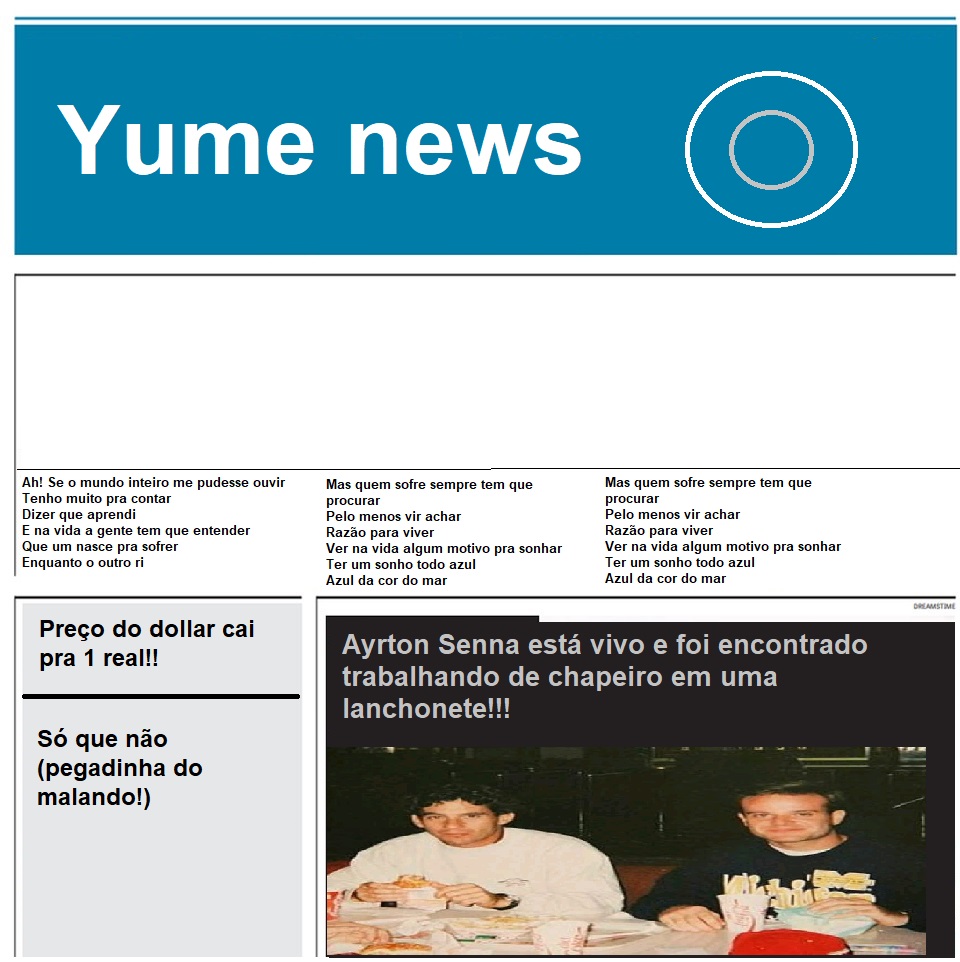 Yume news
Ah! Se o mundo inteiro me pudesse ouvir
Tenho muito pra contar
Dizer que aprendi
E na vida a gente tem que entender
Que um nasce pra sofrer
Enquanto o outro ri
Mas quem sofre sempre tem que
procurar
Pelo menos vir achar
Razão para viver
Ver na vida algum motivo pra sonhar
Ter um sonho todo azul
Azul da cor do mar
Mas quem sofre sempre tem que
procurar
Pelo menos vir achar
Razão para viver
Ver na vida algum motivo pra sonhar
Ter um sonho todo azul
Azul da cor do mar
Preço do dollar cai
pra 1 real!!
Só que não
(pegadinha do
malando!)
DREAMSTIME
Ayrton Senna está vivo e foi encontrado
trabalhando de chapeiro em uma
lanchonete!!!